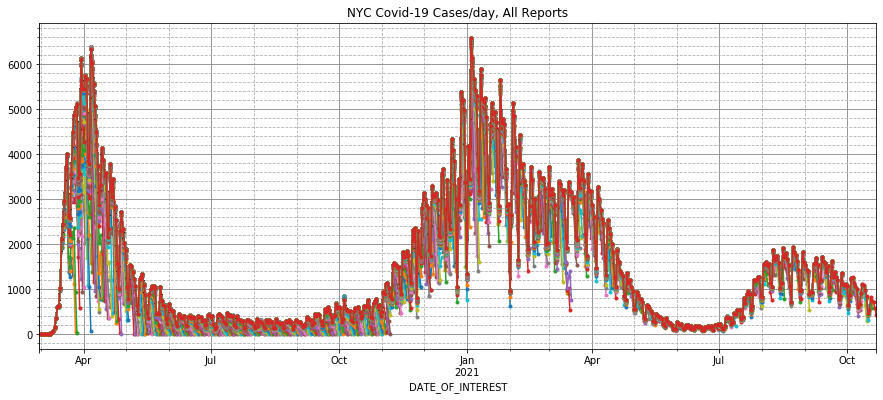 NYC Covid-19 Cases/day, All Reports
6000
5000
4000
3000
2000
1000
0
Apr Jul Oct Jan Apr Jul Oct
2021
DATE_OF_INTEREST